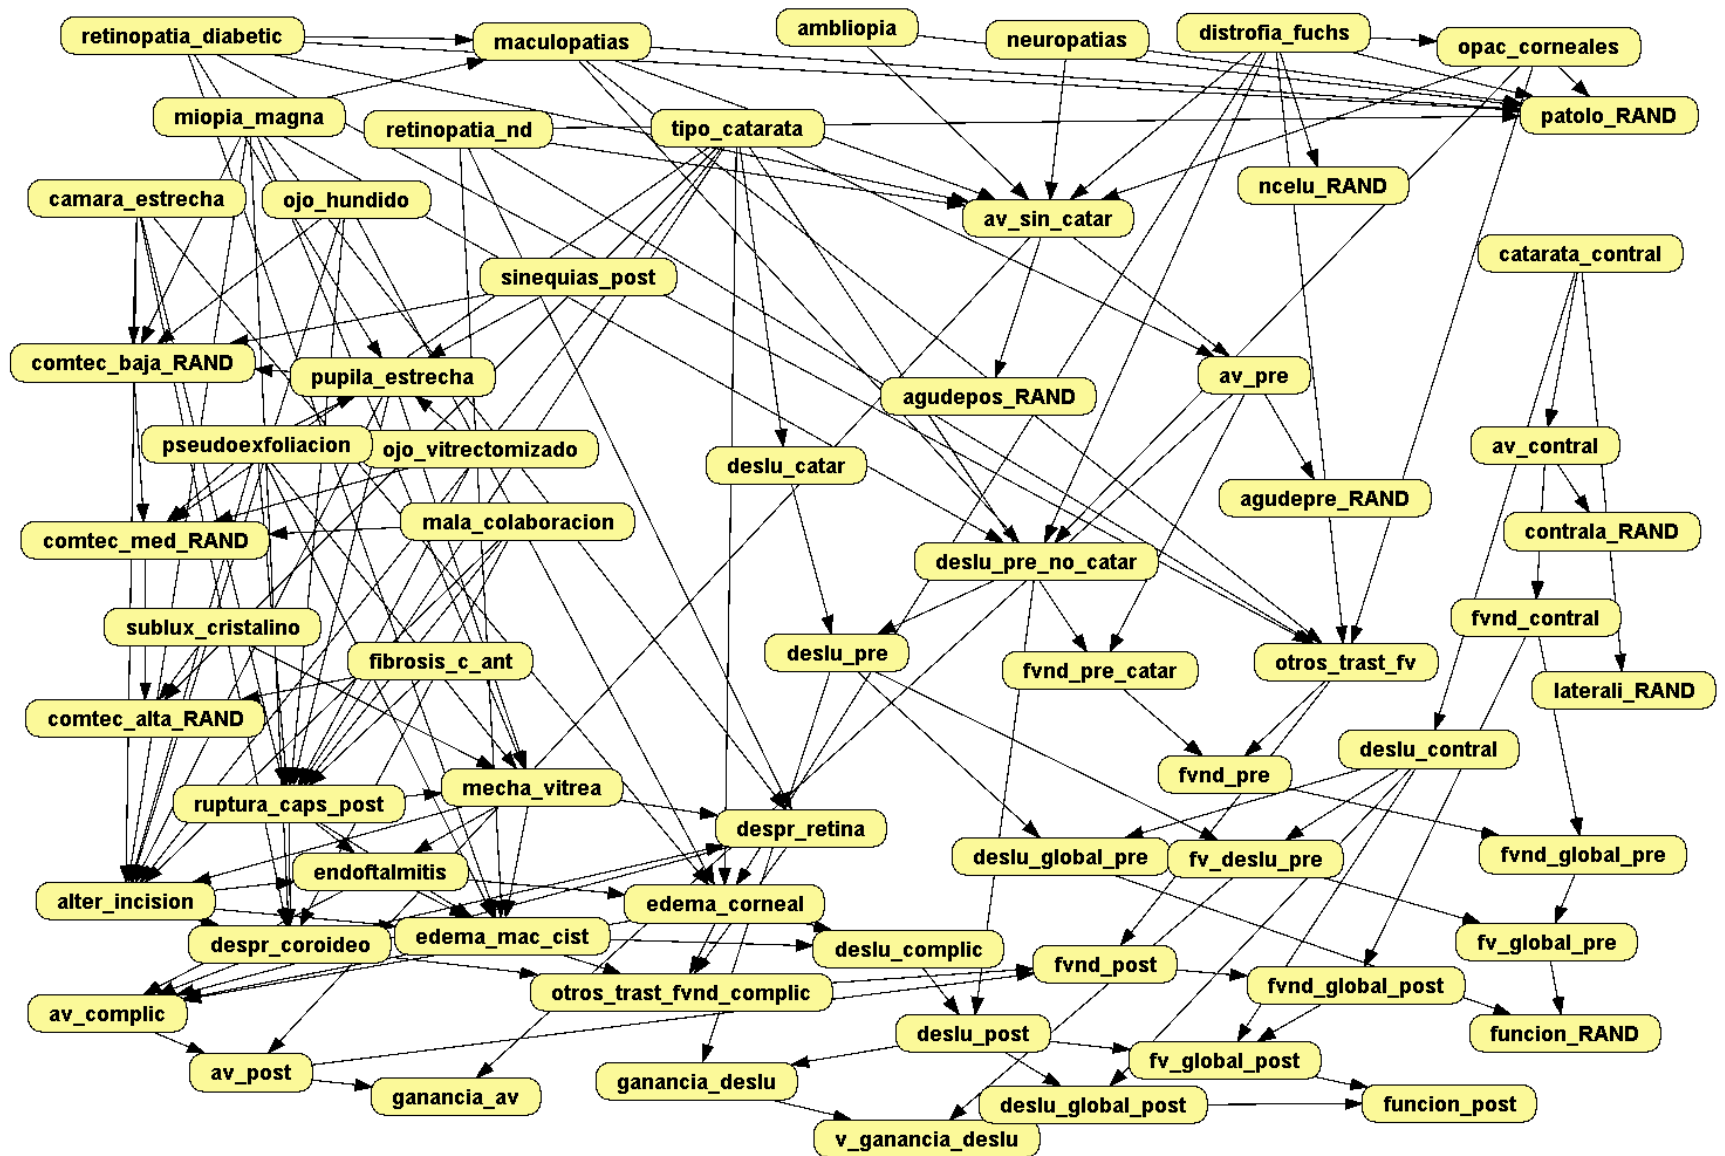 retinopatia_diabetic
maculopatias
ambliopia
neuropatias
distrofia_fuchs
opac_corneales
miopia_magna
retinopatia_nd
tipo_catarata
patolo_RAND
camara_estrecha
ojo_hundido
av_sin_catar
ncelu_RAND
sinequias_post
catarata_contral
comtec_baja_RAND
pupila_estrecha
agudepos_RAND
av_pre
pseudoexfoliacion
ojo_vitrectomizado
deslu_catar
av_contral
agudepre_RAND
comtec_med_RAND
mala_colaboracion
contrala_RAND
deslu_pre_no_catar
sublux_cristalino
fibrosis_c_ant
deslu_pre
fvnd_pre_catar
otros_trast_fv
fvnd_contral
laterali_RAND
comtec_alta_RAND
deslu_contral
ruptura_caps_post
mecha_vitrea
fvnd_pre
despr_retina
deslu_global_pre
fv_deslu_pre
fvnd_global_pre
endoftalmitis
alter_incision
edema_corneal
despr_coroideo
edema_mac_cist
deslu_complic
fv_global_pre
fvnd_post
otros_trast_fvnd_complic
fvnd_global_post
av_complic
deslu_post
funcion_RAND
fv_global_post
av_post
ganancia_deslu
ganancia_av
deslu_global_post
funcion_post
v_ganancia_deslu